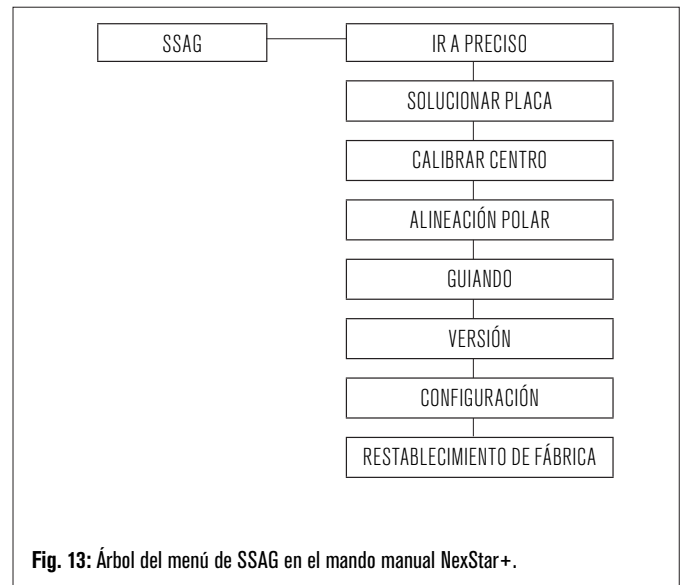 SSAG
IR A PRECISO
SOLUCIONAR PLACA
CALIBRAR CENTRO
ALINEACIÓN POLAR
GUIANDO
VERSIÓN
CONFIGURACIÓN
RESTABLECIMIENTO DE FÁBRICA
Fig. 13: Árbol del menú de SSAG en el mando manual NexStar+.